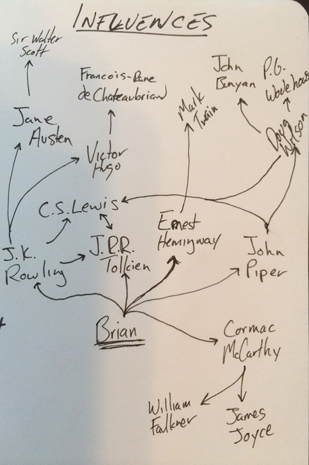 INFLUENCES
Sir Walter
Scott
Francois-Rene
de Chateaubriand
John
Bunyan
P.G.
Wodehouse
Mark
Twain
Jane
Austen
Victor
Hugo
Doug
Wilson
C.S. Lewis
J.K.
Rowling
J.R.R.
Tolkien
Ernest
Hemingway
John
Piper
Brian
Cormac
McCarthy
William
Faulkner
James
Joyce